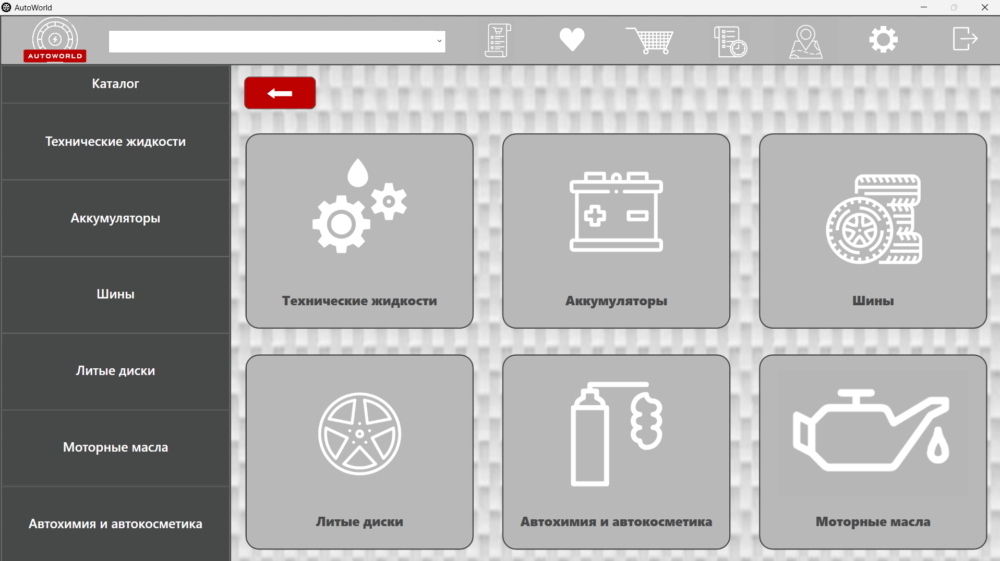 AutoWorld
AUTOWORLD
Каталог
Технические жидкости
Аккумуляторы
Шины
Литые диски
Моторные масла
Автохимия и автокосметика
Технические жидкости
Аккумуляторы
Шины
Литые диски
Автохимия и автокосметика
Моторные масла